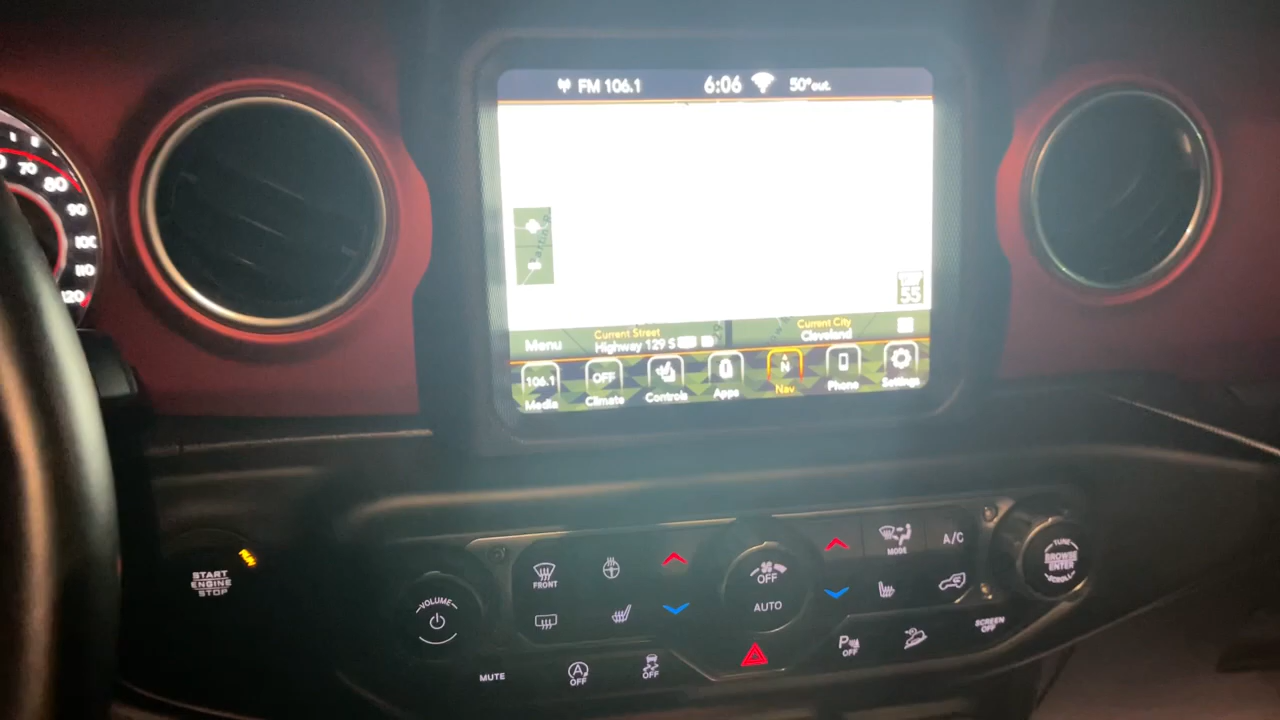 FM 106.1 6:06 50°out.
70
80
90
100
110
120
55
Menu
Current Street
Highway 129 S
Current City
Cleveland
106.1
Media
OFF
Climate
Controls
Apps
N
Nav
Phone
Settings
START
ENGINE
STOP
RUN
VOLUME
MUTE
FRONT
A
OFF
OFF
OFF
AUTO
MODE
A/C
P
OFF
SCREEN
OFF
TUNE
BROWSE
ENTER
SCROLL